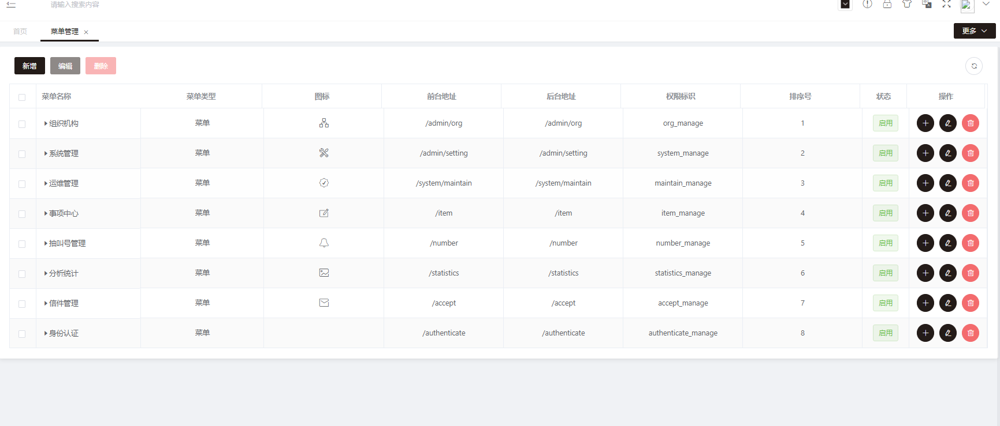 请输入搜索内容
首页 菜单管理 ×
更多
新增 编辑 删除
菜单名称 菜单类型 图标 前台地址 后台地址 权限标识 排序号 状态 操作
组织机构 菜单 /admin/org /admin/org org_manage 1 启用
系统管理 菜单 /admin/setting /admin/setting system_manage 2 启用
运维管理 菜单 /system/maintain /system/maintain maintain_manage 3 启用
事项中心 菜单 /item /item item_manage 4 启用
抽叫号管理 菜单 /number /number number_manage 5 启用
分析统计 菜单 /statistics /statistics statistics_manage 6 启用
信件管理 菜单 /accept /accept accept_manage 7 启用
身份认证 菜单 /authenticate /authenticate authenticate_manage 8 启用